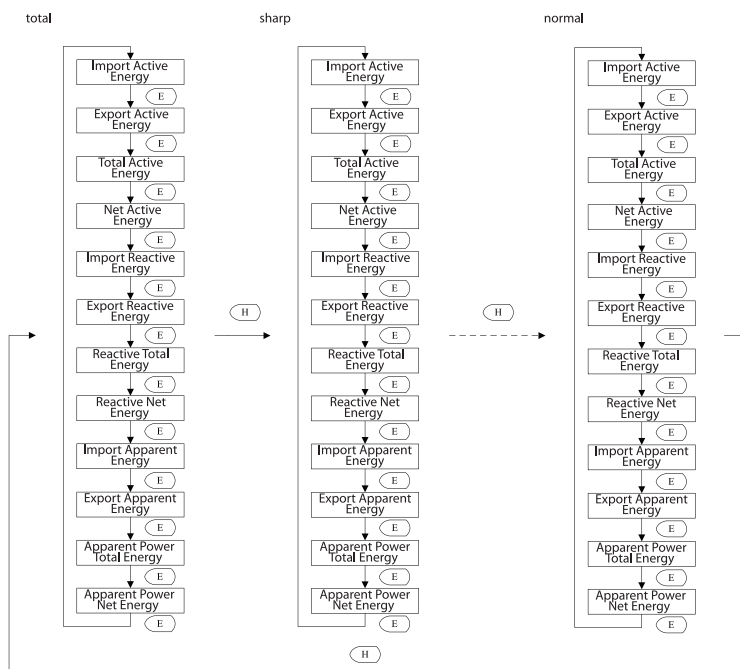 total
Import Active
Energy
E
Export Active
Energy
E
Total Active
Energy
E
Net Active
Energy
E
Import Reactive
Energy
E
Export Reactive
Energy
E
Reactive Total
Energy
E
Reactive Net
Energy
E
Import Apparent
Energy
E
Export Apparent
Energy
E
Apparent Power
Total Energy
E
Apparent Power
Net Energy
E
H
sharp
Import Active
Energy
E
Export Active
Energy
E
Total Active
Energy
E
Net Active
Energy
E
Import Reactive
Energy
E
Export Reactive
Energy
E
Reactive Total
Energy
E
Reactive Net
Energy
E
Import Apparent
Energy
E
Export Apparent
Energy
E
Apparent Power
Total Energy
E
Apparent Power
Net Energy
E
H
normal
Import Active
Energy
E
Export Active
Energy
E
Total Active
Energy
E
Net Active
Energy
E
Import Reactive
Energy
E
Export Reactive
Energy
E
Reactive Total
Energy
E
Reactive Net
Energy
E
Import Apparent
Energy
E
Export Apparent
Energy
E
Apparent Power
Total Energy
E
Apparent Power
Net Energy
E
H